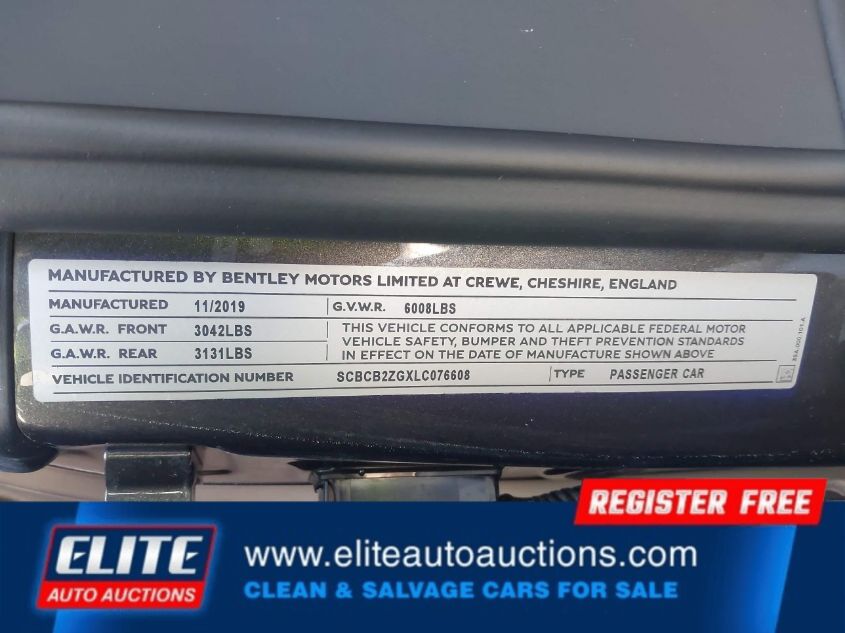 MANUFACTURED BY BENTLEY MOTORS LIMITED AT CREWE, CHESHIRE, ENGLAND
MANUFACTURED 11/2019 G.V.W.R. 6008LBS
G.A.W.R. FRONT 3042LBS
G.A.W.R. REAR 3131LBS
THIS VEHICLE CONFORMS TO ALL APPLICABLE FEDERAL MOTOR
VEHICLE SAFETY, BUMPER AND THEFT PREVENTION STANDARDS
IN EFFECT ON THE DATE OF MANUFACTURE SHOWN ABOVE
VEHICLE IDENTIFICATION NUMBER SCBCB2ZGXLC076608 TYPE PASSENGER CAR
REGISTER FREE
ELITE
AUTO AUCTIONS
www.eliteautoauctions.com
CLEAN & SALVAGE CARS FOR SALE